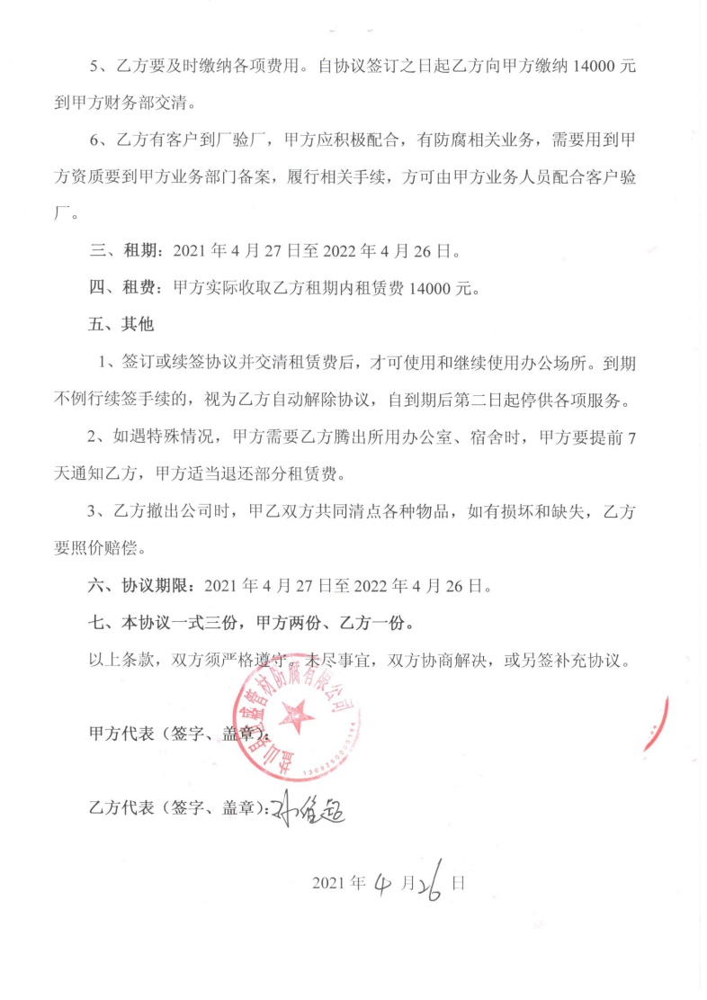 5、乙方要及时缴纳各项费用。自协议签订之日起乙方向甲方缴纳 14000 元
到甲方财务部交清。
6、乙方有客户到厂验厂，甲方应积极配合，有防腐相关业务，需要用到甲
方资质要到甲方业务部门备案，履行相关手续，方可由甲方业务人员配合客户验
厂。
三、租期：2021 年 4 月 27 日至 2022 年 4 月 26 日。
四、租费：甲方实际收取乙方租期内租赁费 14000 元。
五、其他
1、签订或续签协议并交清租赁费后，才可使用和继续使用办公场所。到期
不例行续签手续的，视为乙方自动解除协议，自到期后第二日起停供各项服务。
2、如遇特殊情况，甲方需要乙方腾出所用办公室、宿舍时，甲方要提前 7
天通知乙方，甲方适当退还部分租赁费。
3、乙方撤出公司时，甲乙双方共同清点各种物品，如有损坏和缺失，乙方
要照价赔偿。
六、协议期限：2021 年 4 月 27 日至 2022 年 4 月 26 日。
七、本协议一式三份，甲方两份、乙方一份。
以上条款，双方须严格遵守。未尽事宜，双方协商解决，或另签补充协议。
盐山县 盛管材防腐有限公司
甲方代表（签字、盖章）：
乙方代表（签字、盖章）：孙 超
2021 年 4 月 26 日